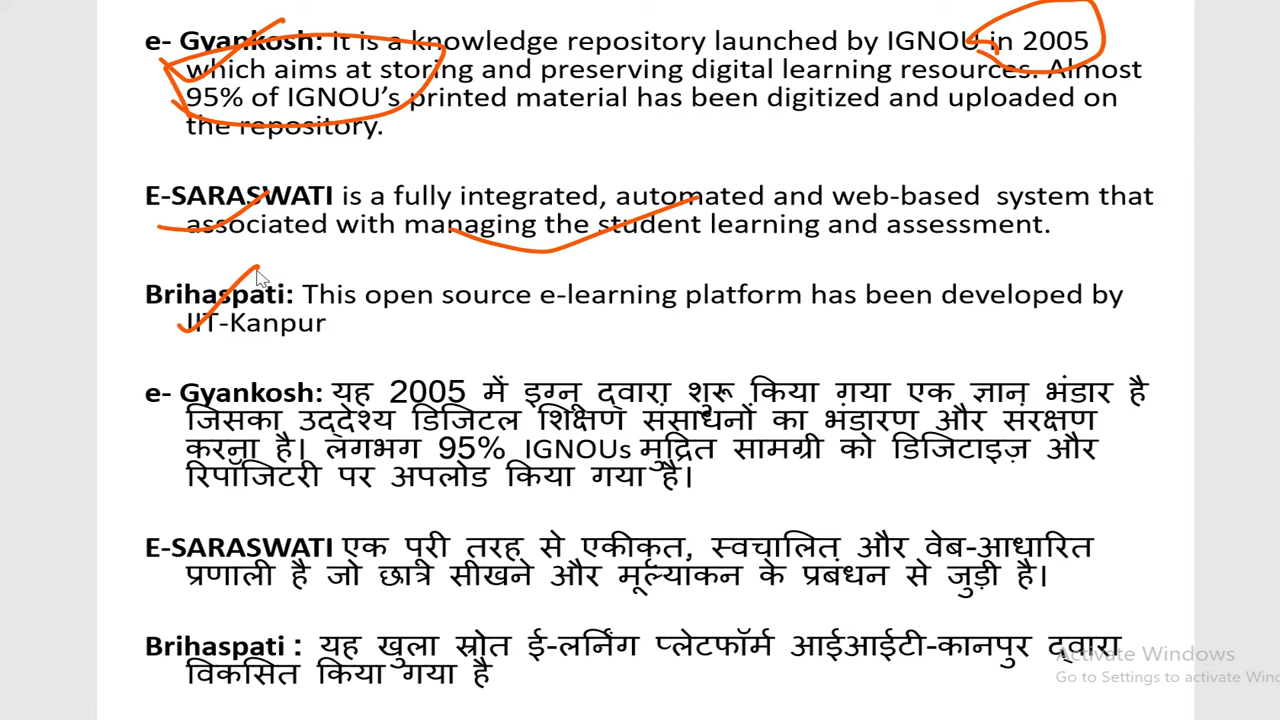 e- Gyankosh: It is a knowledge repository launched by IGNOU in 2005
which aims at storing and preserving digital learning resources. Almost
95% of IGNOU's printed material has been digitized and uploaded on
the repository.
E-SARASWATI is a fully integrated, automated and web-based system that
associated with managing the student learning and assessment.
Brihaspati: This open source e-learning platform has been developed by
IIT-Kanpur
e- Gyankosh: यह 2005 में इग्नू द्वारा शुरू किया गया एक ज्ञान भंडार है
जिसका उद्देश्य डिजिटल शिक्षण संसाधनों का भंडारण और संरक्षण
करना है। लगभग 95% IGNOUs मुद्रित सामग्री को डिजिटाइज़ और
रिपॉजिटरी पर अपलोड किया गया है।
E-SARASWATI एक पूरी तरह से एकीकृत, स्वचालित और वेब-आधारित
प्रणाली है जो छात्र सीखने और मूल्यांकन के प्रबंधन से जुड़ी है।
Brihaspati : यह खुला स्रोत ई-लर्निंग प्लेटफॉर्म आईआईटी-कानपुर द्वारा
विकसित किया गया है
Activate Windows
Go to Settings to activate Win